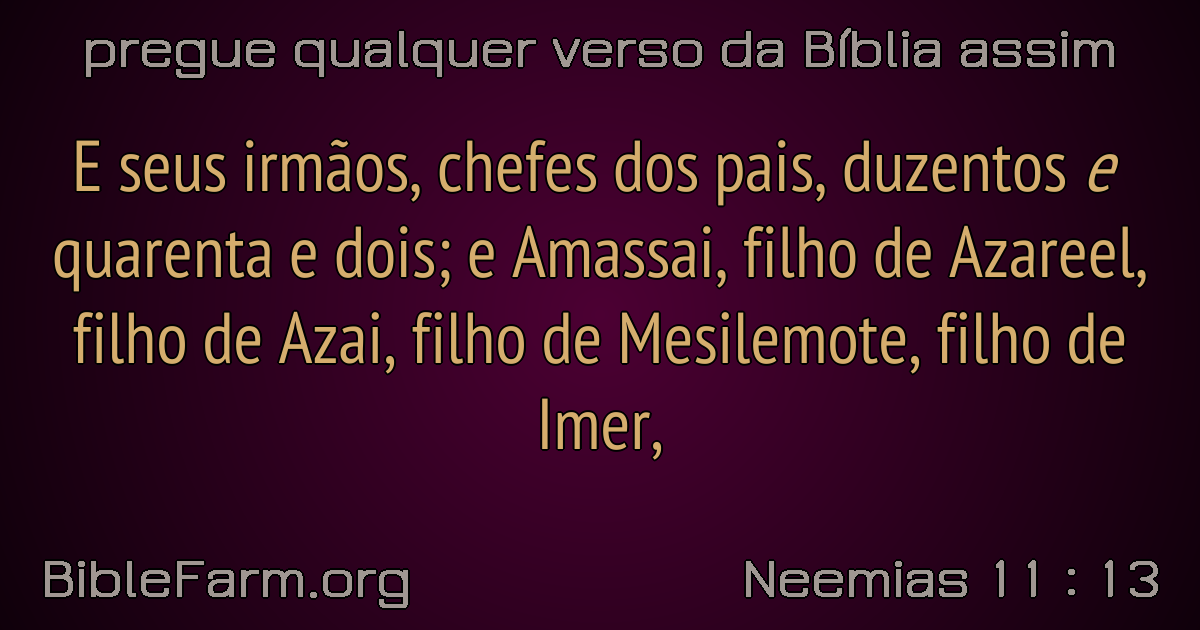 pregue qualquer verso da Bíblia assim
E seus irmãos, chefes dos pais, duzentos e
quarenta e dois; e Amassai, filho de Azareel,
filho de Azai, filho de Mesilemote, filho de
Imer,
BibleFarm.org
Neemias 11 : 13